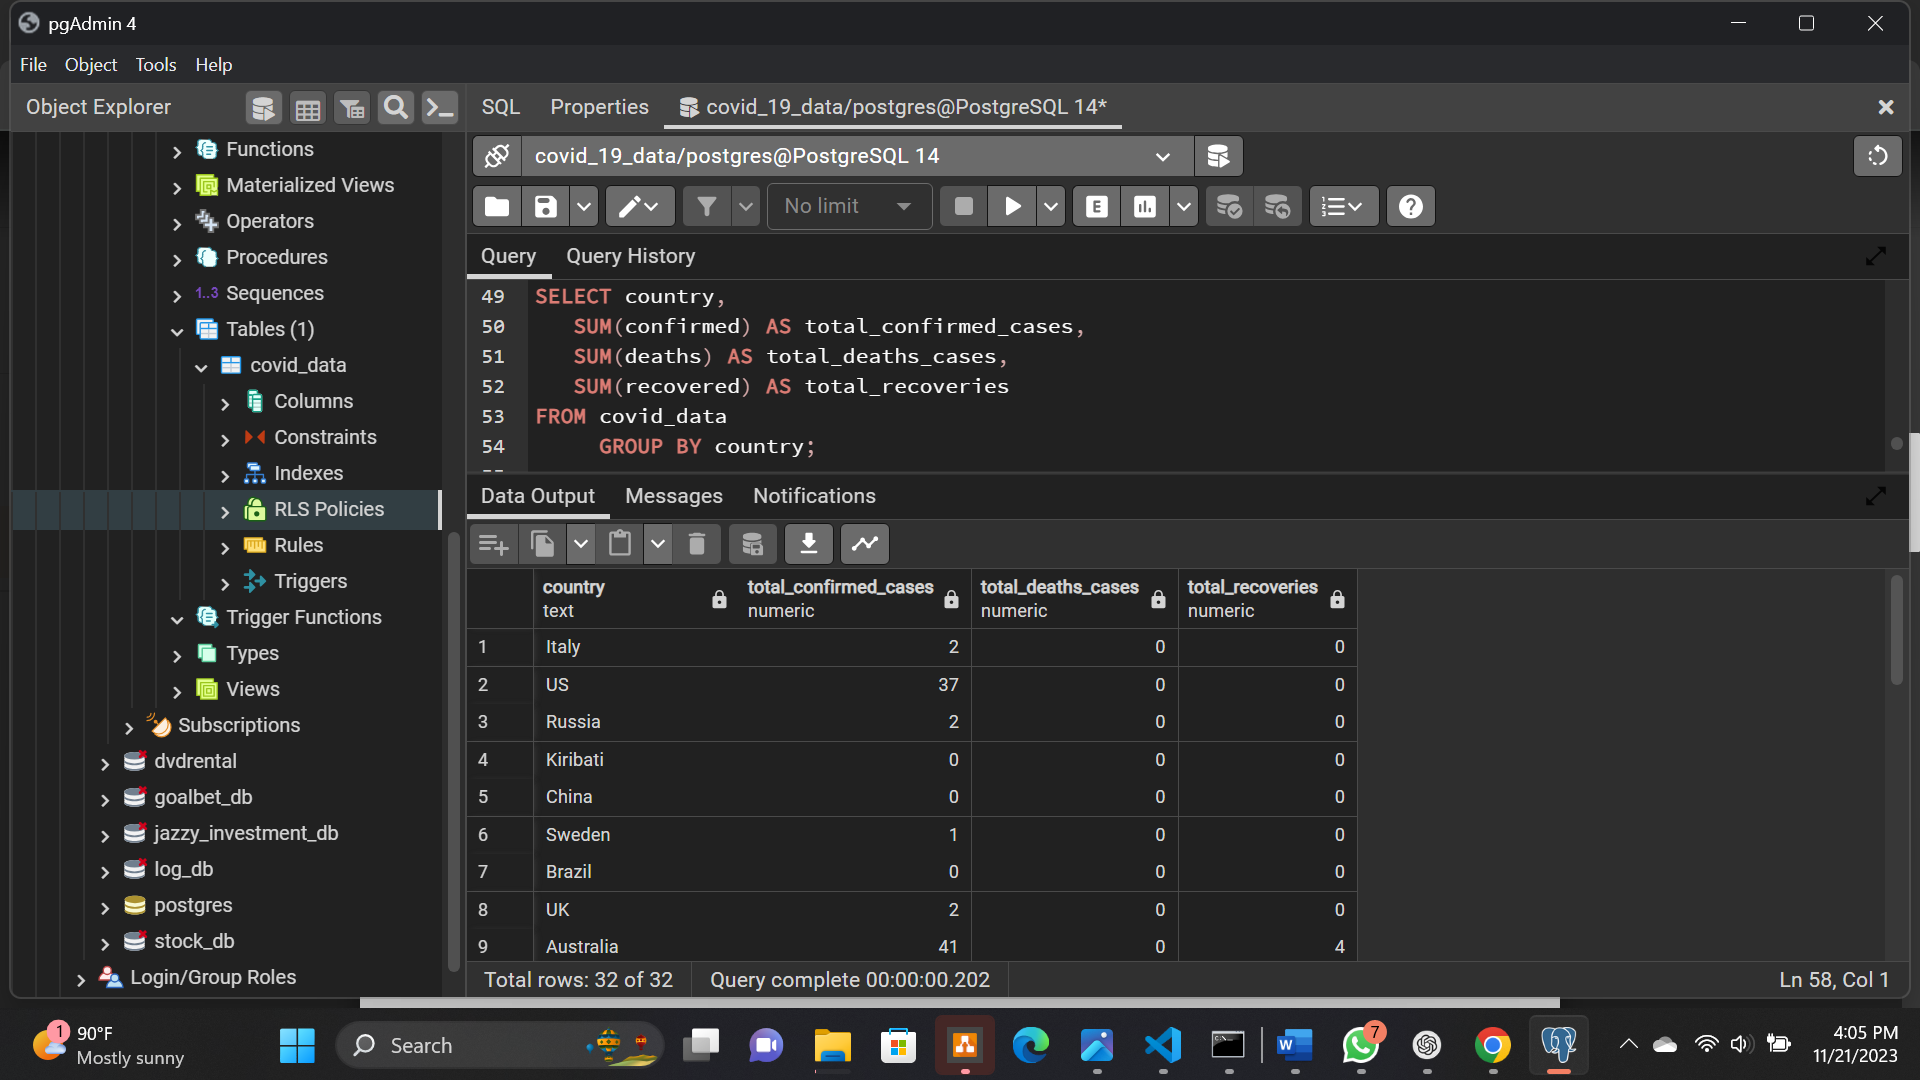 pgAdmin 4
File Object Tools Help
Object Explorer
SQL Properties covid_19_data/postgres@PostgreSQL 14*
Functions
Materialized Views
Operators
Procedures
1..3 Sequences
Tables (1)
covid_data
Columns
Constraints
Indexes
RLS Policies
Rules
Triggers
Trigger Functions
Types
Views
Subscriptions
dvdrental
goalbet_db
jazzy_investment_db
log_db
postgres
stock_db
Login/Group Roles
covid_19_data/postgres@PostgreSQL 14
No limit
E
Query Query History
49 SELECT country,
50 SUM(confirmed) AS total_confirmed_cases,
51 SUM(deaths) AS total_deaths_cases,
52 SUM(recovered) AS total_recoveries
53 FROM covid_data
54 GROUP BY country;
Data Output Messages Notifications
country total_confirmed_cases total_deaths_cases total_recoveries
text numeric numeric numeric
1 Italy 2 0 0
2 US 37 0 0
3 Russia 2 0 0
4 Kiribati 0 0 0
5 China 0 0 0
6 Sweden 1 0 0
7 Brazil 0 0 0
8 UK 2 0 0
9 Australia 41 0 4
Total rows: 32 of 32 Query complete 00:00:00.202 Ln 58, Col 1
1 90°F
Mostly sunny
Search
W
7
4:05 PM
11/21/2023